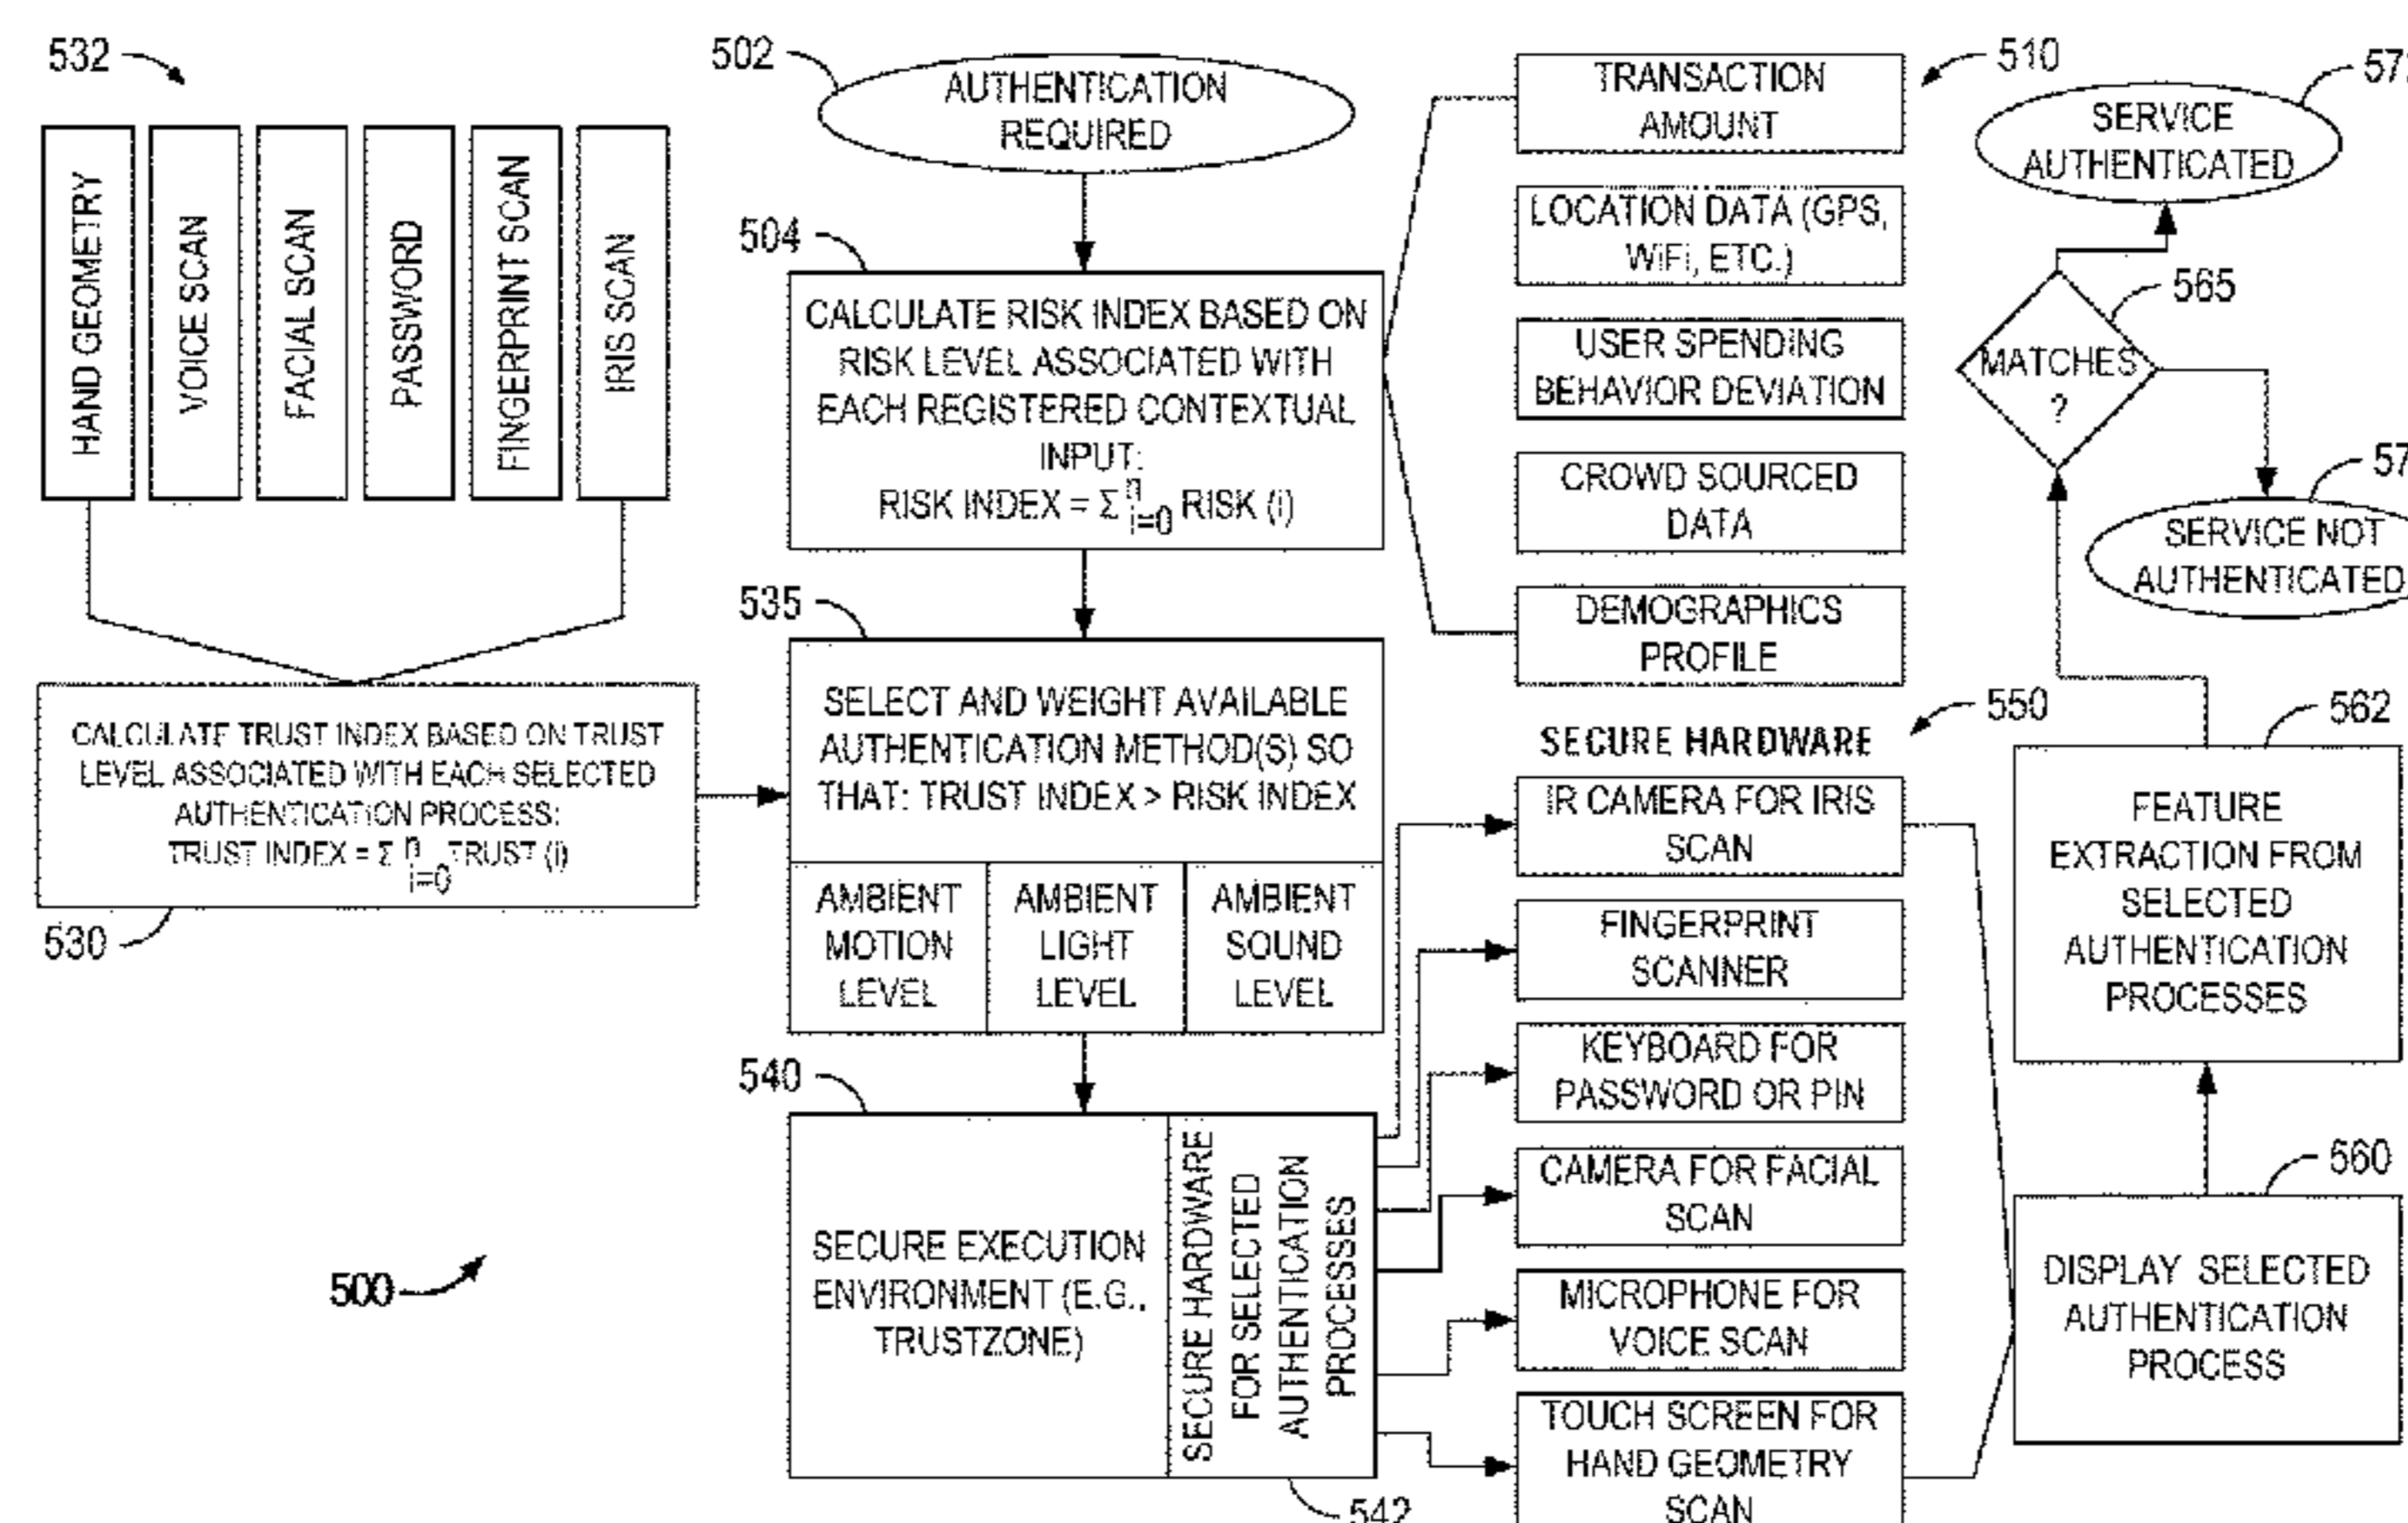 532
HAND GEOMETRY
VOICE SCAN
FACIAL SCAN
PASSWORD
FINGERPRINT SCAN
IRIS SCAN
CALCULATE TRUST INDEX BASED ON TRUST
LEVEL ASSOCIATED WITH EACH SELECTED
AUTHENTICATION PROCESS:
TRUST INDEX = Σ n i=0 TRUST (i)
530
500
502
AUTHENTICATION
REQUIRED
504
CALCULATE RISK INDEX BASED ON
RISK LEVEL ASSOCIATED WITH
EACH REGISTERED CONTEXTUAL
INPUT:
RISK INDEX = Σ n i=0 RISK (i)
535
SELECT AND WEIGHT AVAILABLE
AUTHENTICATION METHOD(S) SO
THAT: TRUST INDEX > RISK INDEX
AMBIENT
MOTION
LEVEL
AMBIENT
LIGHT
LEVEL
AMBIENT
SOUND
LEVEL
540
SECURE EXECUTION
ENVIRONMENT (E.G.,
TRUSTZONE)
SECURE HARDWARE
FOR SELECTED
AUTHENTICATION
PROCESSES
542
510
TRANSACTION
AMOUNT
LOCATION DATA (GPS,
WiFi, ETC.)
USER SPENDING
BEHAVIOR DEVIATION
CROWD SOURCED
DATA
DEMOGRAPHICS
PROFILE
550
SECURE HARDWARE
IR CAMERA FOR IRIS
SCAN
FINGERPRINT
SCANNER
KEYBOARD FOR
PASSWORD OR PIN
CAMERA FOR FACIAL
SCAN
MICROPHONE FOR
VOICE SCAN
TOUCH SCREEN FOR
HAND GEOMETRY
SCAN
SERVICE
AUTHENTICATED
565
MATCHES
?
SERVICE NOT
AUTHENTICATED
562
FEATURE
EXTRACTION FROM
SELECTED
AUTHENTICATION
PROCESSES
560
DISPLAY SELECTED
AUTHENTICATION
PROCESS